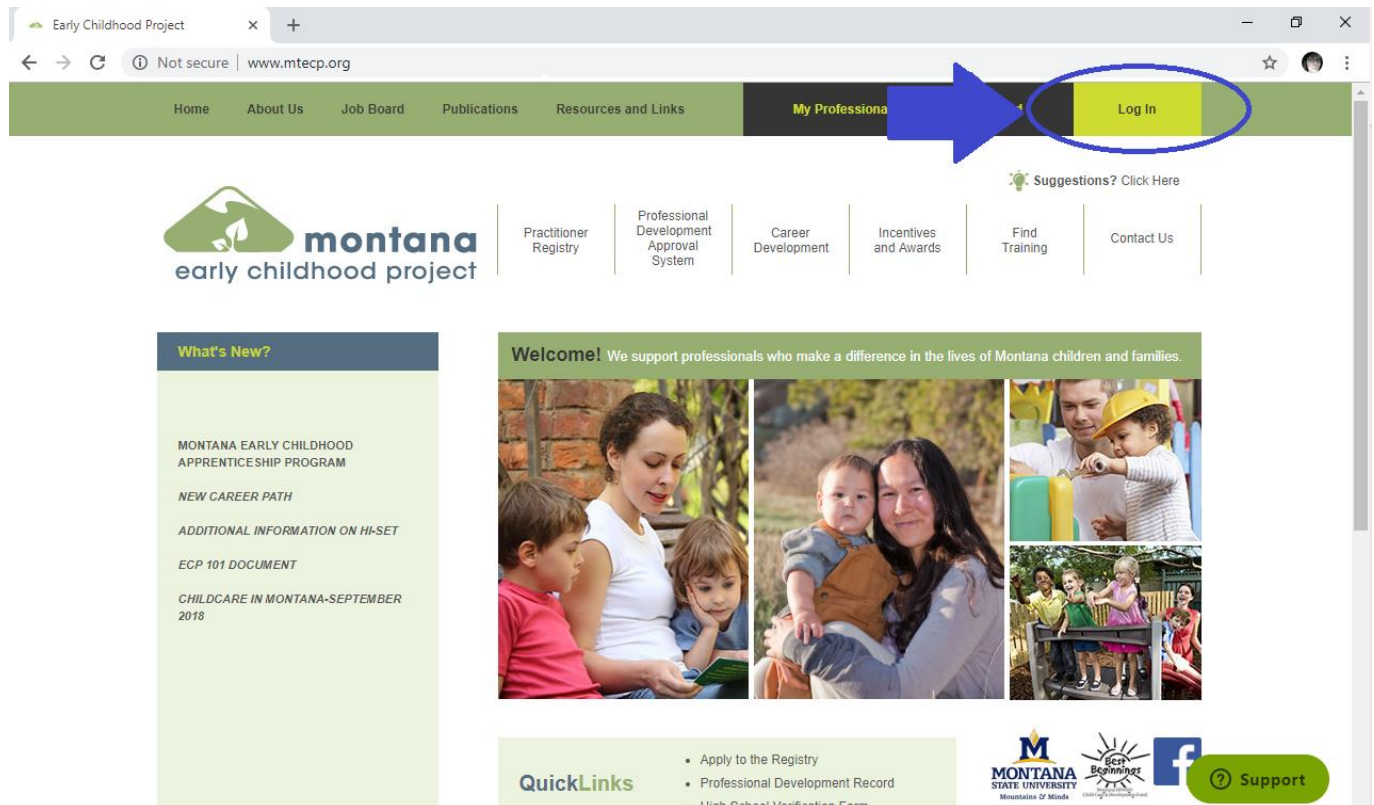 Early Childhood Project
Not secure | www.mtecp.org
Home About Us Job Board Publications Resources and Links My Professional d Log In
Suggestions? Click Here
montana
early childhood project
Practitioner
Registry
Professional
Development
Approval
System
Career
Development
Incentives
and Awards
Find
Training
Contact Us
What's New?
MONTANA EARLY CHILDHOOD
APPRENTICESHIP PROGRAM
NEW CAREER PATH
ADDITIONAL INFORMATION ON HI-SET
ECP 101 DOCUMENT
CHILDCARE IN MONTANA-SEPTEMBER
2018
Welcome! We support professionals who make a difference in the lives of Montana children and families.
QuickLinks
• Apply to the Registry
• Professional Development Record
• High School Verification Form
M
MONTANA
STATE UNIVERSITY
Mountains & Minds
Best
Beginnings
f
? Support